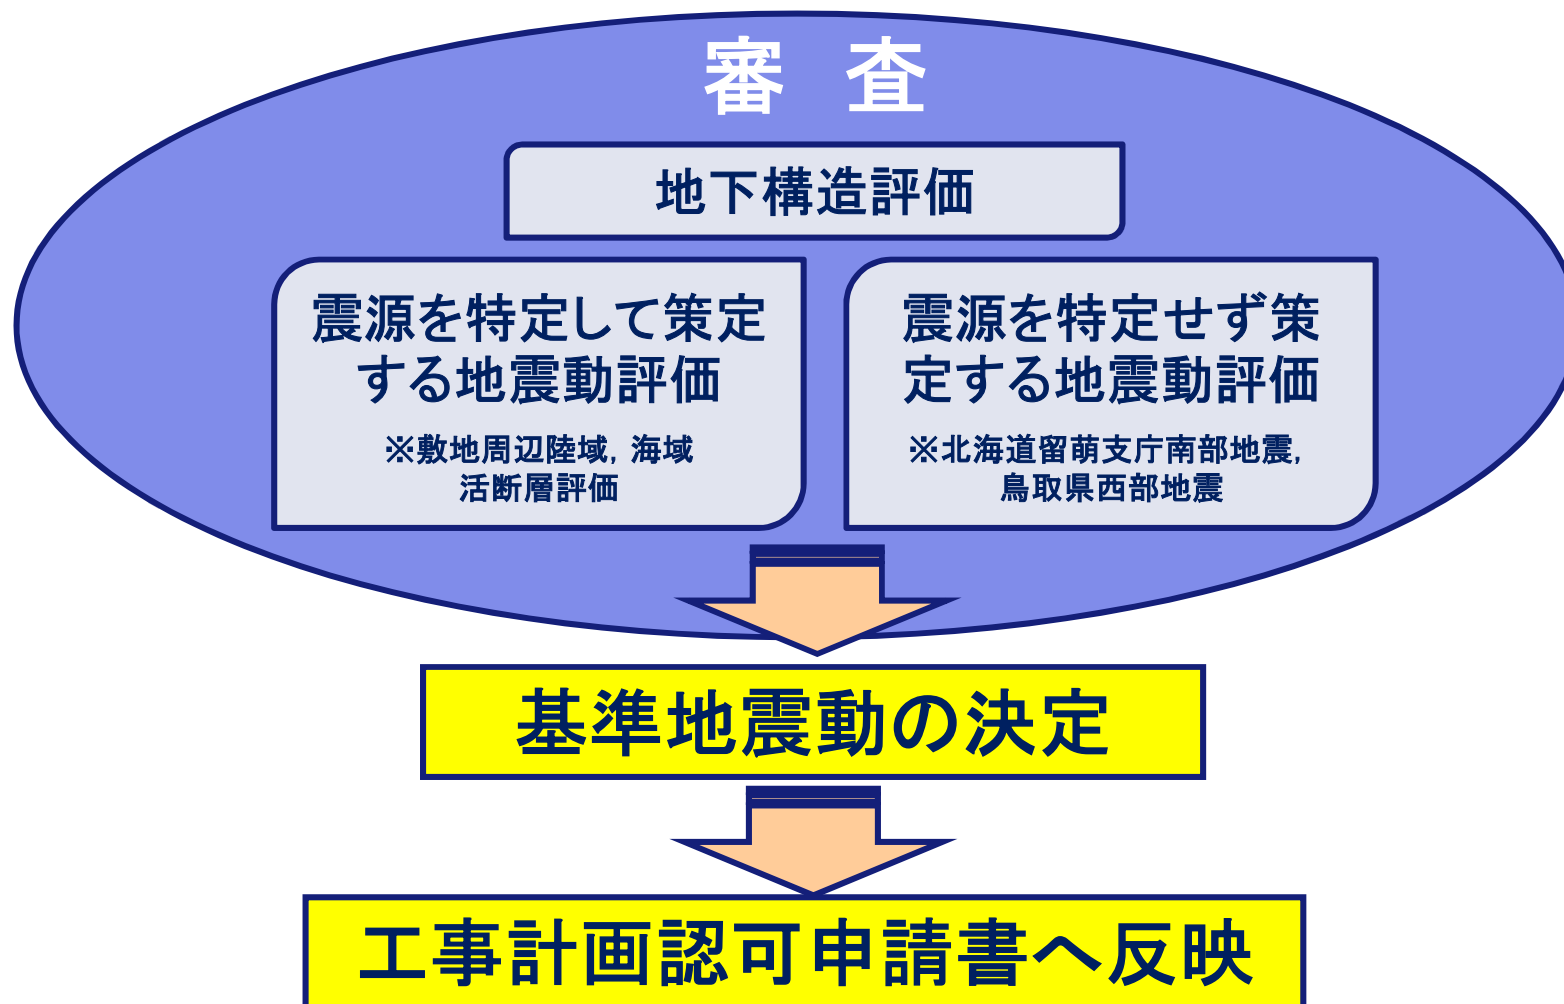 審　査
地下構造評価
震源を特定して策定
する地震動評価
※敷地周辺陸域，海域
活断層評価
震源を特定せず策
定する地震動評価
※北海道留萌支庁南部地震，
鳥取県西部地震
基準地震動の決定
工事計画認可申請書へ反映